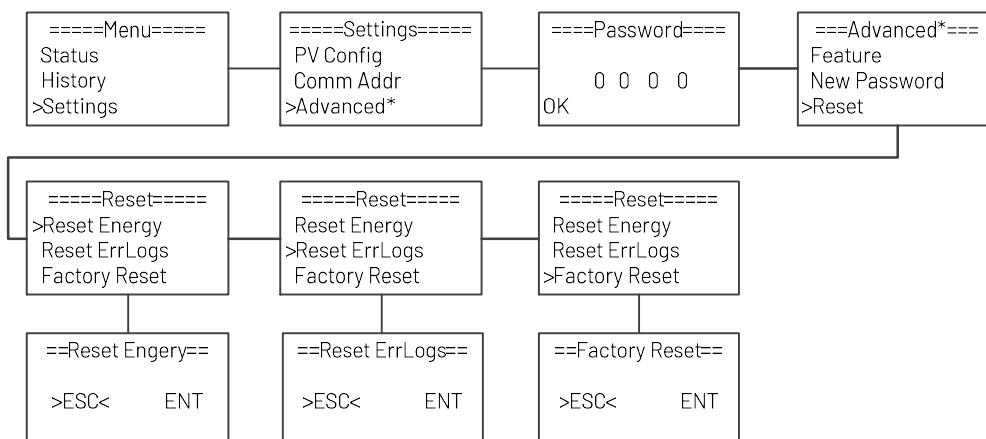 =====Menu=====
Status
History
>Settings
=====Settings=====
PV Config
Comm Addr
>Advanced*
====Password====
0 0 0 0
OK
===Advanced*===
Feature
New Password
>Reset
=====Reset=====
>Reset Energy
Reset ErrLogs
Factory Reset
=====Reset=====
Reset Energy
>Reset ErrLogs
Factory Reset
=====Reset=====
Reset Energy
Reset ErrLogs
>Factory Reset
==Reset Engery==
>ESC< ENT
==Reset ErrLogs==
>ESC< ENT
==Factory Reset==
>ESC< ENT